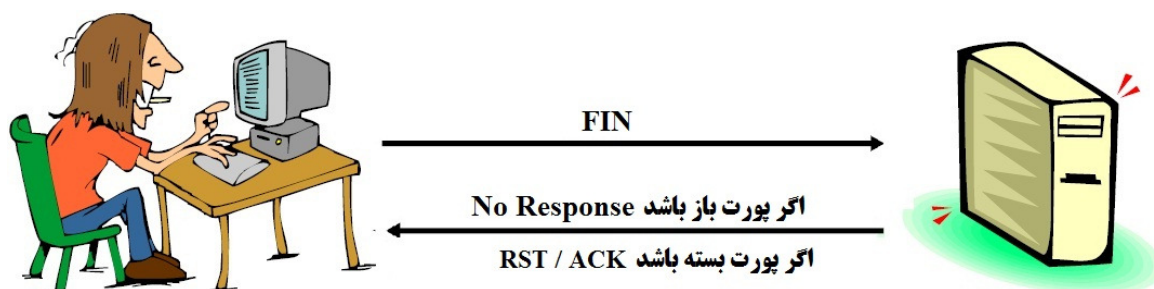 FIN
اگر پورت باز باشد No Response
اگر پورت بسته باشد RST / ACK